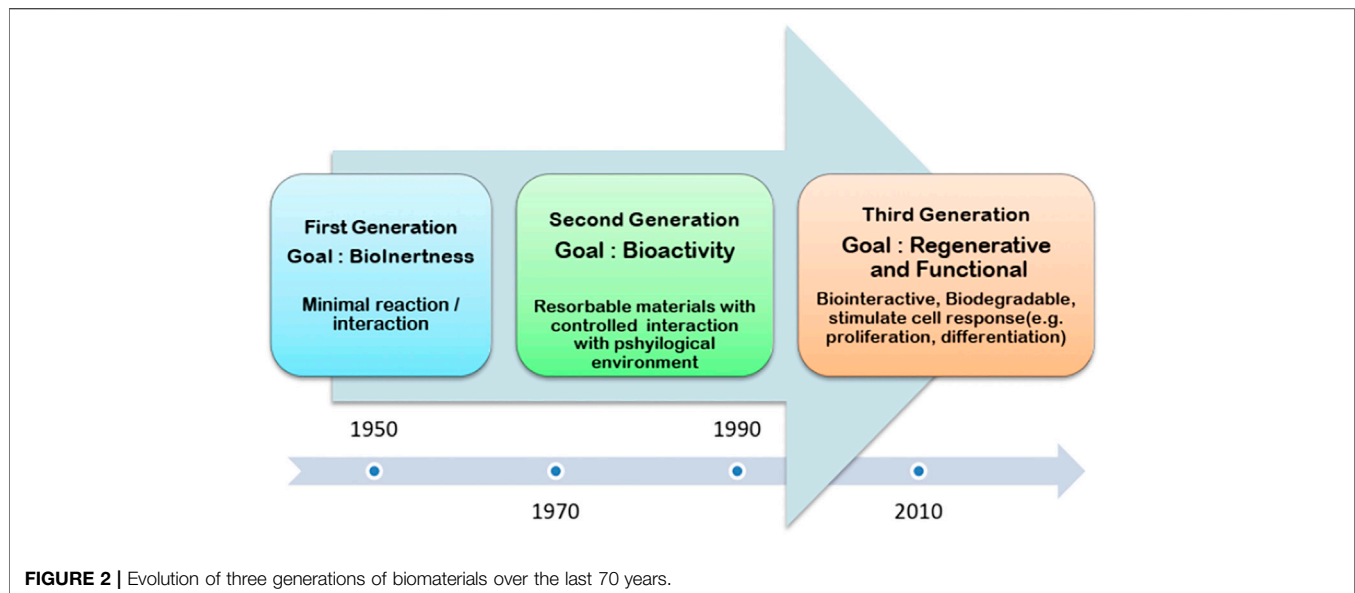 First Generation
Goal : BioInertness
Minimal reaction /
interaction
Second Generation
Goal : Bioactivity
Resorbable materials with
controlled interaction
with pshyilogical
environment
Third Generation
Goal : Regenerative
and Functional
Biointeractive, Biodegradable,
stimulate cell response(e.g.
proliferation, differentiation)
1950
1990
1970
2010
FIGURE 2 | Evolution of three generations of biomaterials over the last 70 years.